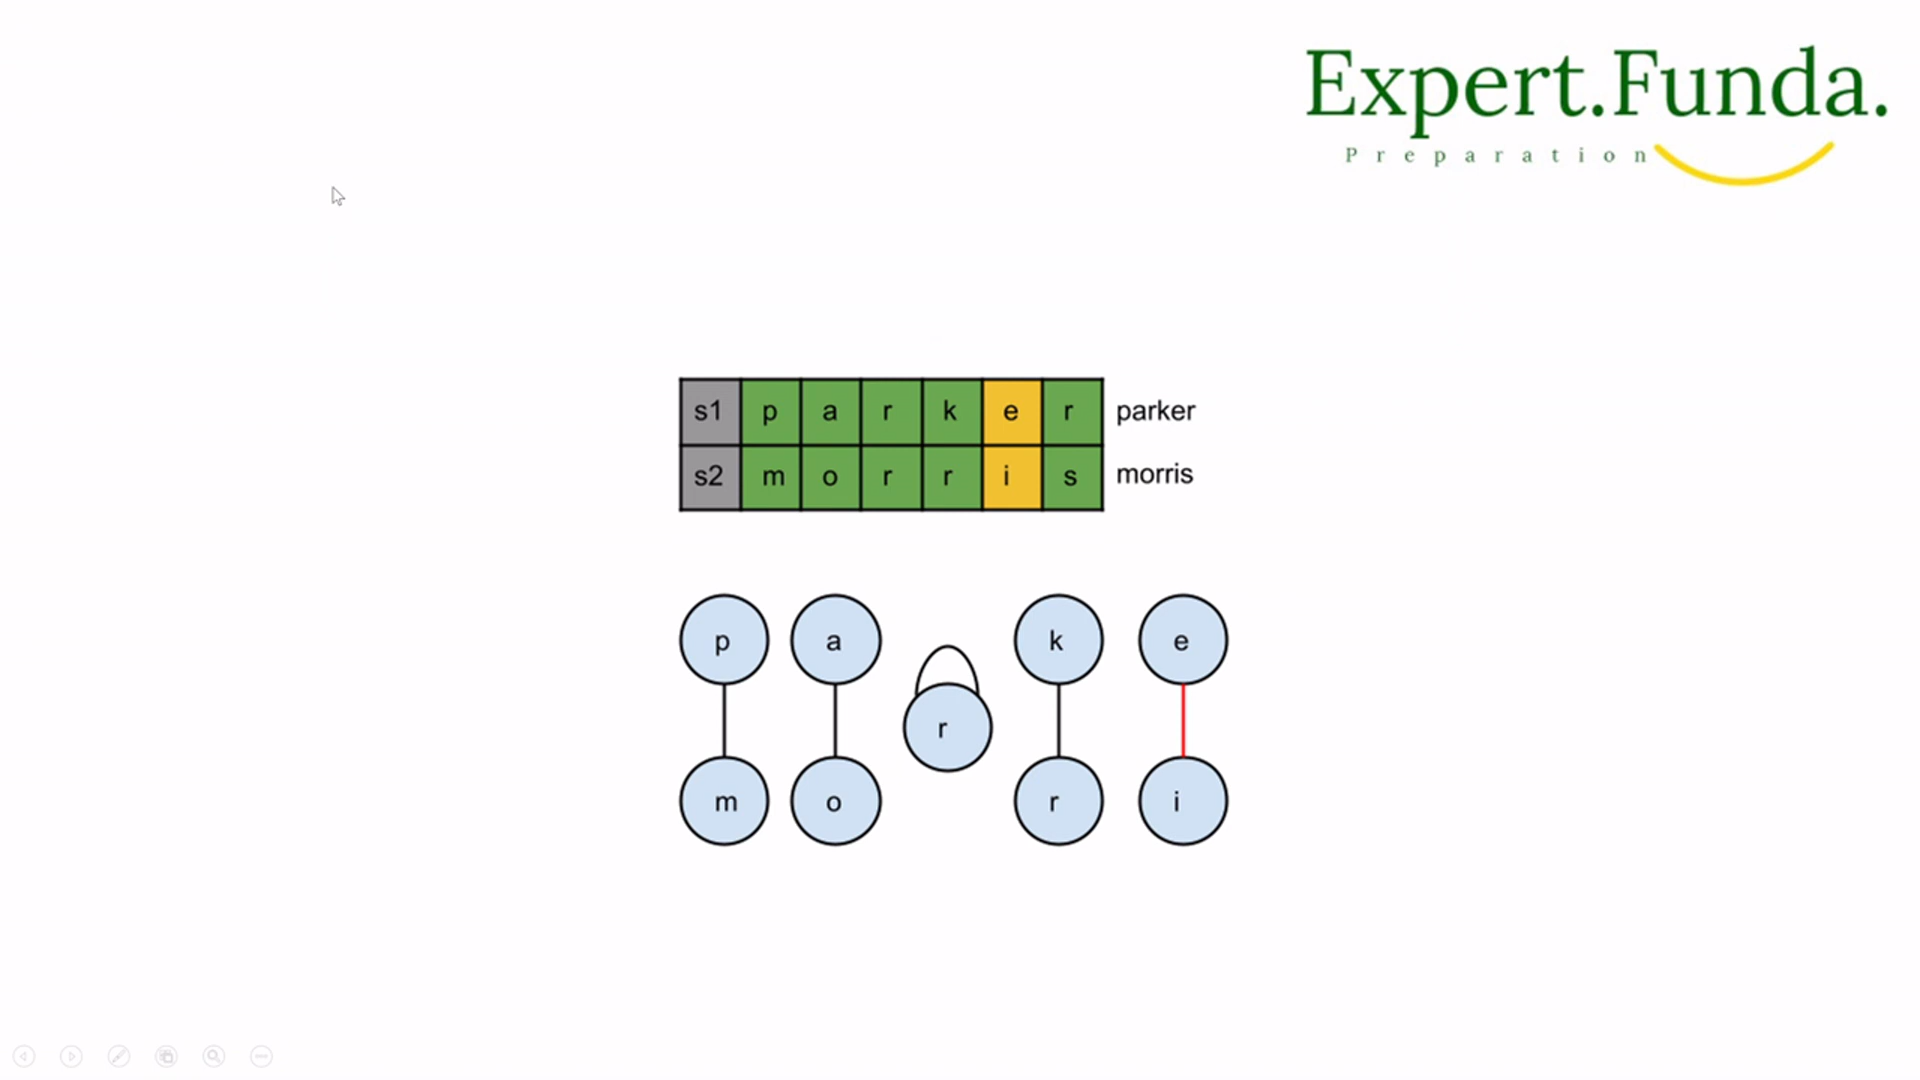 Expert.Funda.
Preparation
s1 p a r k e r parker
s2 m o r r i s morris
p a k e
r
m o r i